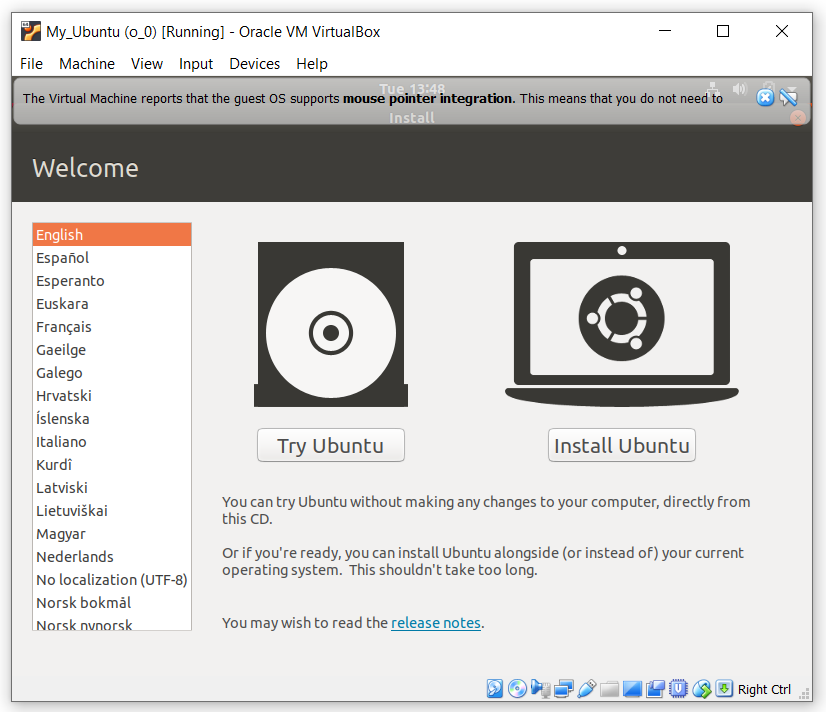 My_Ubuntu (o_0) [Running] - Oracle VM VirtualBox
File Machine View Input Devices Help
Tue 13:48
The Virtual Machine reports that the guest OS supports mouse pointer integration. This means that you do not need to
Install
Welcome
English
Español
Esperanto
Euskara
Français
Gaeilge
Galego
Hrvatski
Íslenska
Italiano
Kurdî
Latviski
Lietuviškai
Magyar
Nederlands
No localization (UTF-8)
Norsk bokmål
Norsk nynorsk
Try Ubuntu
Install Ubuntu
You can try Ubuntu without making any changes to your computer, directly from
this CD.
Or if you're ready, you can install Ubuntu alongside (or instead of) your current
operating system. This shouldn't take too long.
You may wish to read the release notes.
Right Ctrl